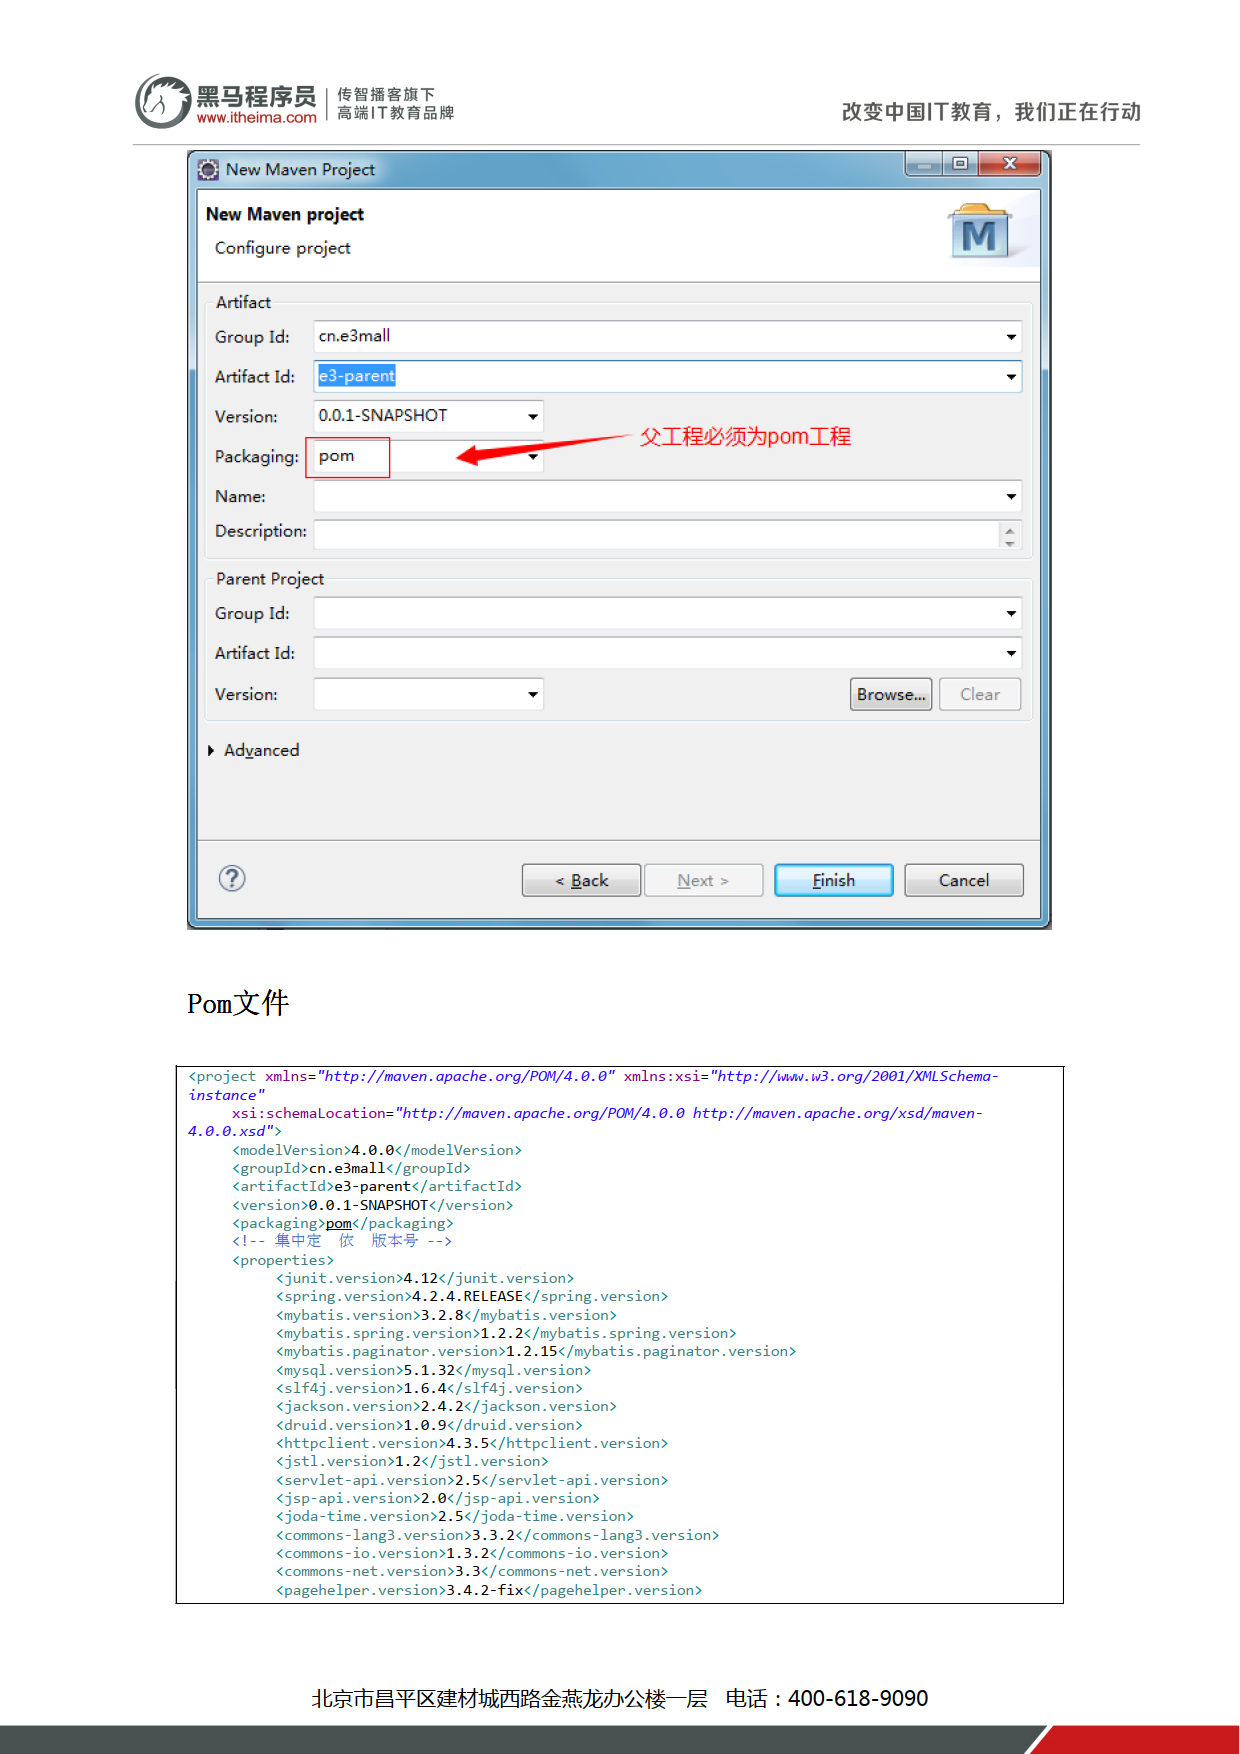 黑马程序员
www.itheima.com
传智播客旗下
高端IT教育品牌
改变中国IT教育，我们正在行动
New Maven Project
New Maven project
Configure project
M
Artifact
Group Id: cn.e3mall
Artifact Id: e3-parent
Version: 0.0.1-SNAPSHOT
父工程必须为pom工程
Packaging: pom
Name:
Description:
Parent Project
Group Id:
Artifact Id:
Version: Browse... Clear
Advanced
? < Back Next > Finish Cancel
Pom文件
<project xmlns="http://maven.apache.org/POM/4.0.0" xmlns:xsi="http://www.w3.org/2001/XMLSchema-
instance"
xsi:schemaLocation="http://maven.apache.org/POM/4.0.0 http://maven.apache.org/xsd/maven-
4.0.0.xsd">
<modelVersion>4.0.0</modelVersion>
<groupId>cn.e3mall</groupId>
<artifactId>e3-parent</artifactId>
<version>0.0.1-SNAPSHOT</version>
<packaging>pom</packaging>
<!-- 集中定 依 版本号 -->
<properties>
<junit.version>4.12</junit.version>
<spring.version>4.2.4.RELEASE</spring.version>
<mybatis.version>3.2.8</mybatis.version>
<mybatis.spring.version>1.2.2</mybatis.spring.version>
<mybatis.paginator.version>1.2.15</mybatis.paginator.version>
<mysql.version>5.1.32</mysql.version>
<slf4j.version>1.6.4</slf4j.version>
<jackson.version>2.4.2</jackson.version>
<druid.version>1.0.9</druid.version>
<httpclient.version>4.3.5</httpclient.version>
<jstl.version>1.2</jstl.version>
<servlet-api.version>2.5</servlet-api.version>
<jsp-api.version>2.0</jsp-api.version>
<joda-time.version>2.5</joda-time.version>
<commons-lang3.version>3.3.2</commons-lang3.version>
<commons-io.version>1.3.2</commons-io.version>
<commons-net.version>3.3</commons-net.version>
<pagehelper.version>3.4.2-fix</pagehelper.version>
北京市昌平区建材城西路金燕龙办公楼一层 电话：400-618-9090